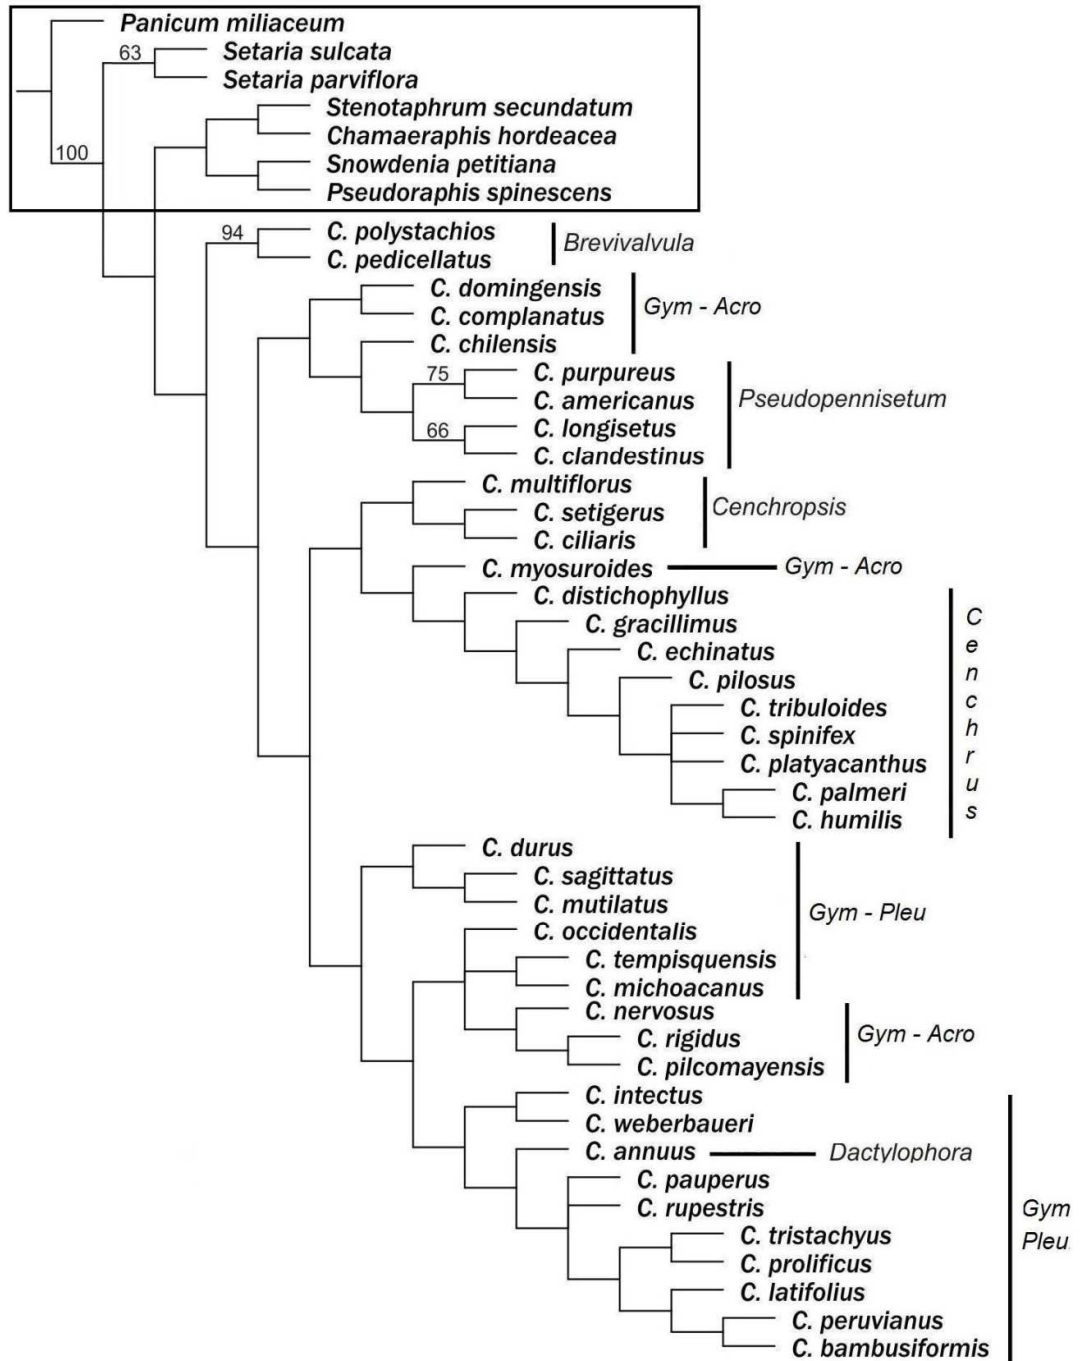 Panicum miliaceum
63
Setaria sulcata
Setaria parviflora
Stenotaphrum secundatum
Chamaeraphis hordeacea
100
Snowdenia petitiana
Pseudoraphis spinescens
94
C. polystachios
C. pedicellatus
Brevivalvula
C. domingensis
C. complanatus
C. chilensis
Gym - Acro
75
C. purpureus
C. americanus
66
C. longisetus
C. clandestinus
Pseudopennisetum
C. multiflorus
C. setigerus
C. ciliaris
Cenchropsis
C. myosuroides
Gym - Acro
C. distichophyllus
C. gracillimus
C. echinatus
C. pilosus
C. tribuloides
C. spinifex
C. platyacanthus
C. palmeri
C. humilis
Cenchrus
C. durus
C. sagittatus
C. mutilatus
C. occidentalis
C. tempisquensis
C. michoacanus
Gym - Pleu
C. nervosus
C. rigidus
C. pilcomayensis
Gym - Acro
C. intectus
C. weberbaueri
C. annuus
Dactylophora
C. pauperus
C. rupestris
C. tristachyus
C. prolificus
C. latifolius
C. peruvianus
C. bambusiformis
Gym
Pleu